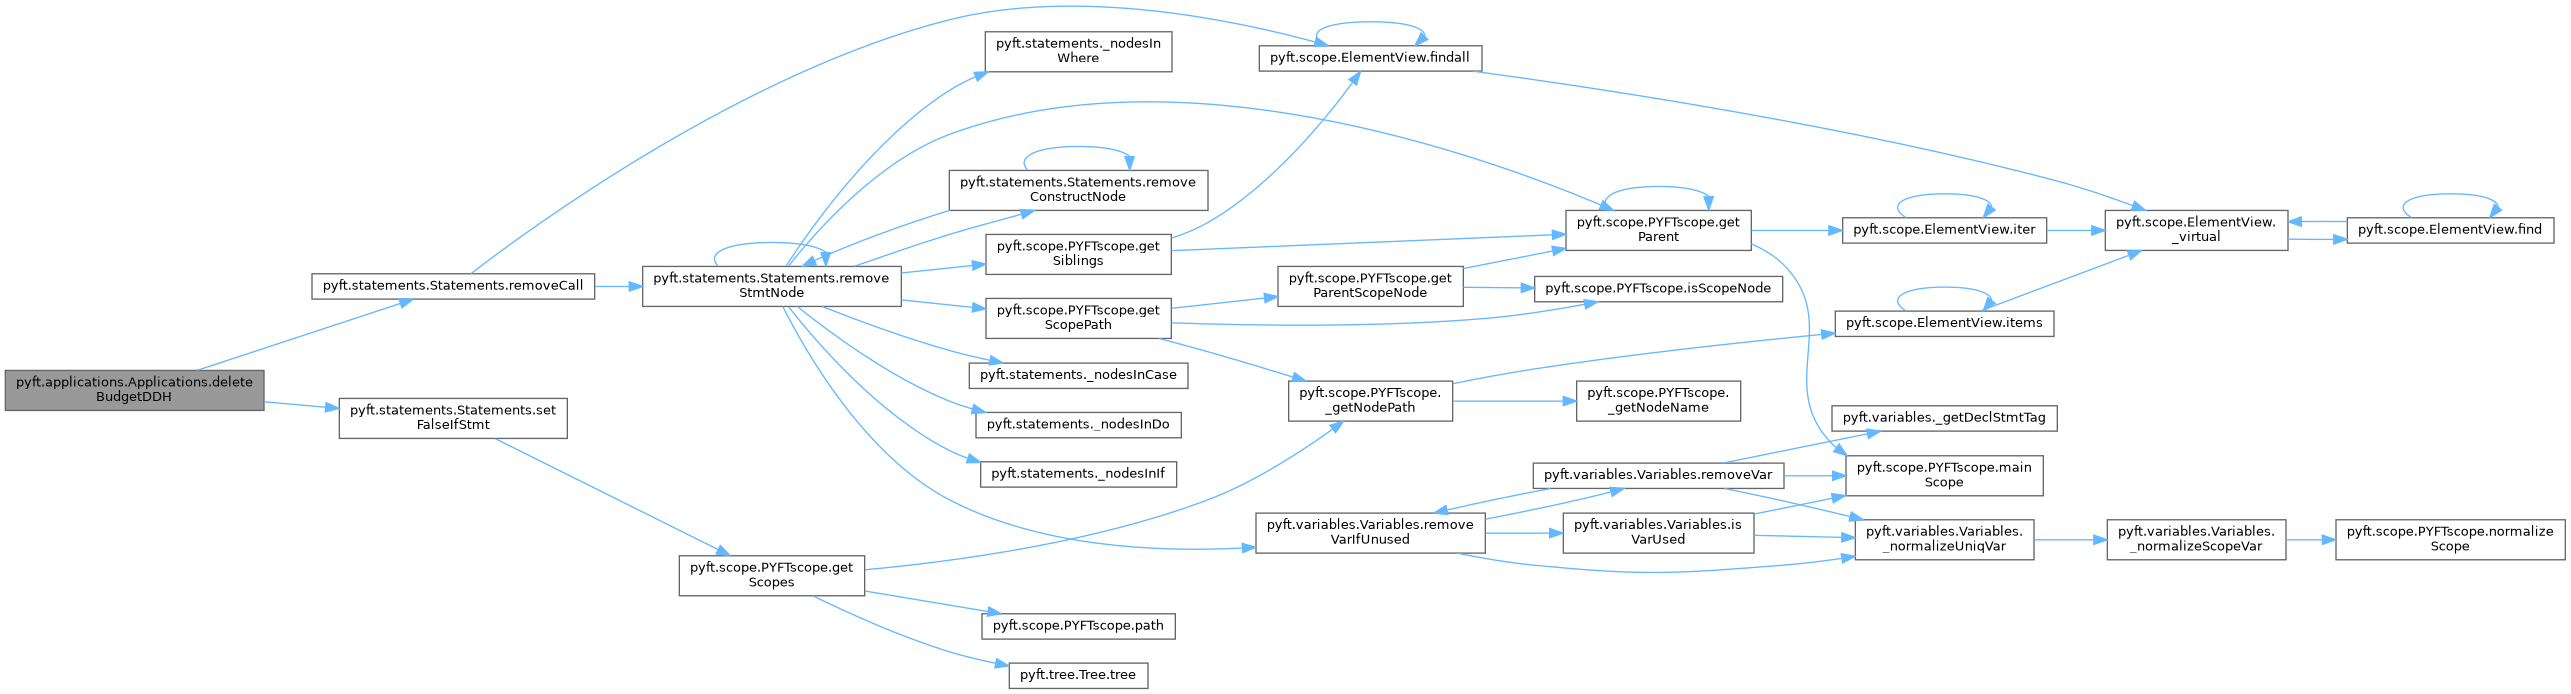 pyft.applications.Applications.delete
BudgetDDH
pyft.statements.Statements.removeCall
pyft.statements.Statements.set
FalseIfStmt
pyft.statements.Statements.remove
StmtNode
pyft.scope.PYFTscope.get
Scopes
pyft.statements._nodesIn
Where
pyft.statements.Statements.remove
ConstructNode
pyft.scope.PYFTscope.get
Siblings
pyft.scope.PYFTscope.get
ScopePath
pyft.statements._nodesInCase
pyft.statements._nodesInDo
pyft.statements._nodesInIf
pyft.scope.PYFTscope.path
pyft.tree.Tree.tree
pyft.scope.ElementView.findall
pyft.scope.PYFTscope.get
ParentScopeNode
pyft.scope.PYFTscope.
_getNodePath
pyft.variables.Variables.remove
VarIfUnused
pyft.scope.PYFTscope.get
Parent
pyft.scope.PYFTscope.isScopeNode
pyft.scope.PYFTscope.
_getNodeName
pyft.variables.Variables.removeVar
pyft.variables.Variables.is
VarUsed
pyft.scope.ElementView.iter
pyft.scope.ElementView.items
pyft.variables._getDeclStmtTag
pyft.scope.PYFTscope.main
Scope
pyft.variables.Variables.
_normalizeUniqVar
pyft.scope.ElementView.
_virtual
pyft.variables.Variables.
_normalizeScopeVar
pyft.scope.ElementView.find
pyft.scope.PYFTscope.normalize
Scope